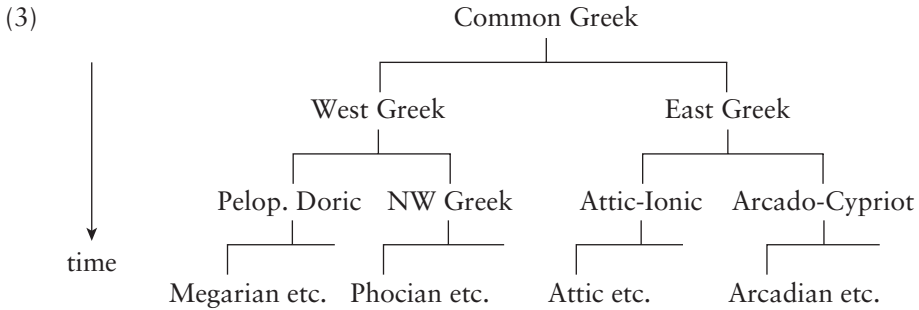 (3)
Common Greek
West Greek East Greek
Pelop. Doric NW Greek Attic-Ionic Arcado-Cypriot
time
Megarian etc. Phocian etc. Attic etc. Arcadian etc.